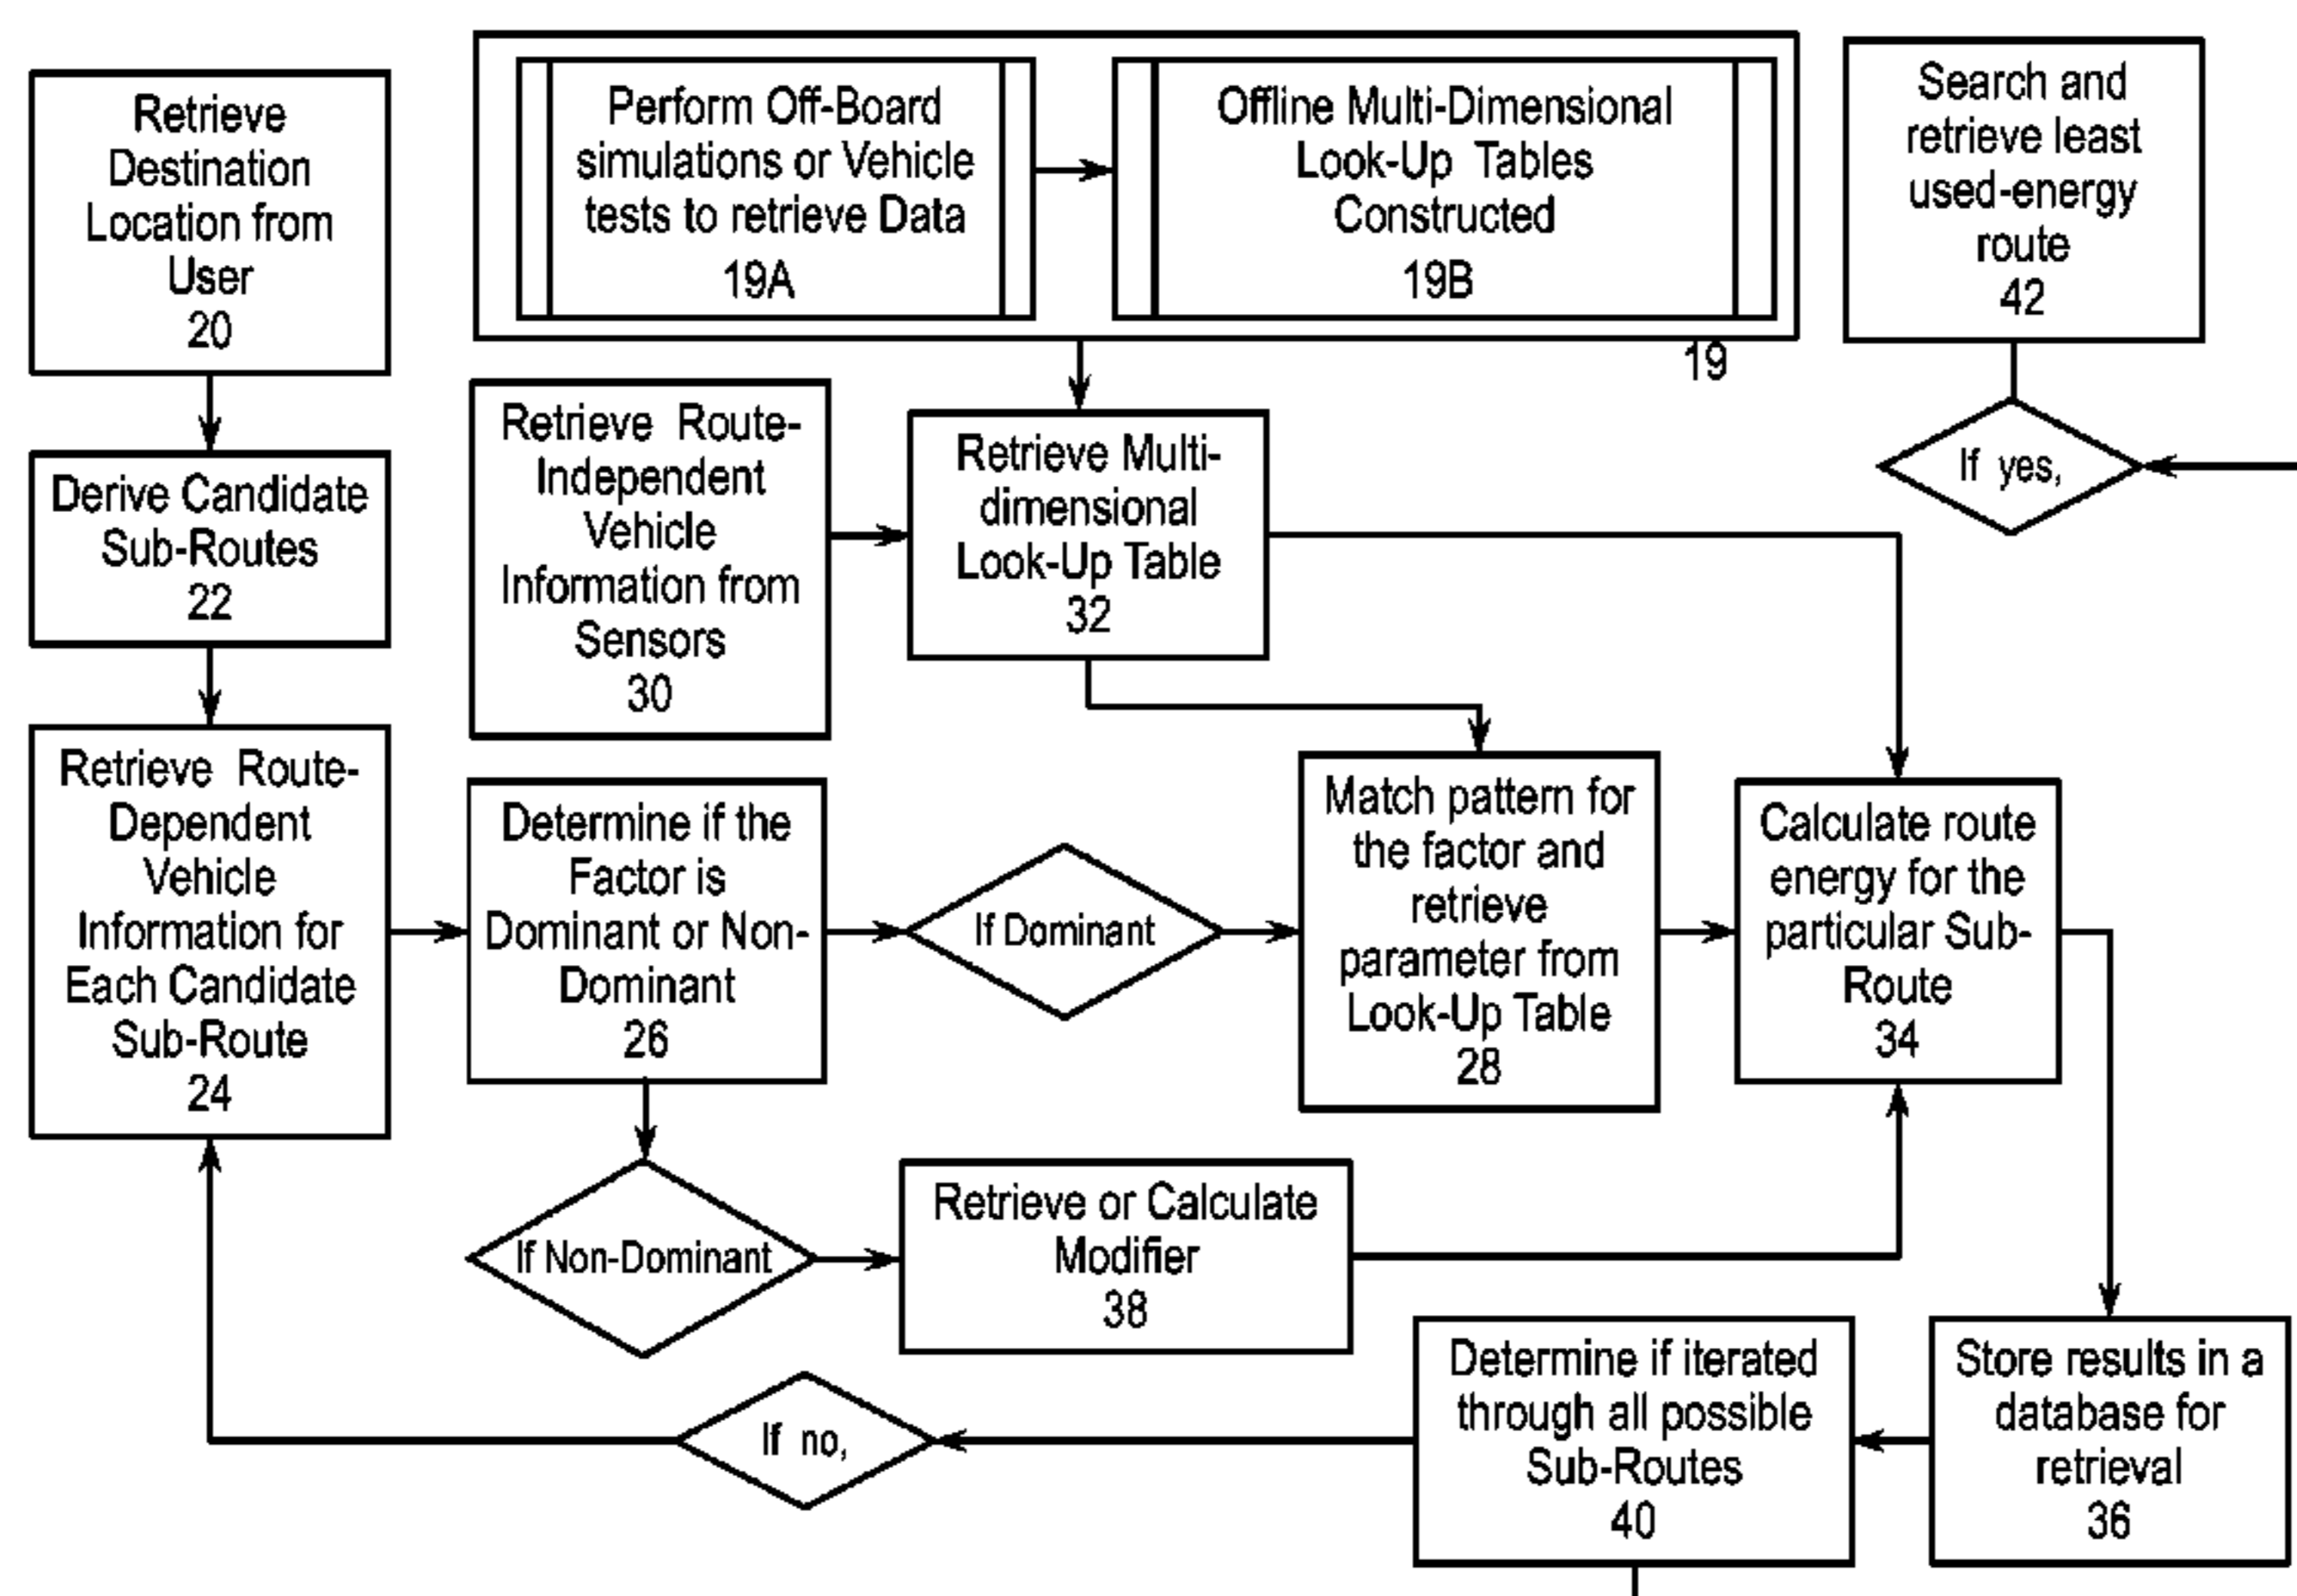 Retrieve
Destination
Location from
User
20
Perform Off-Board
simulations or Vehicle
tests to retrieve Data
19A
Offline Multi-Dimensional
Look-Up Tables
Constructed
19B
19
Search and
retrieve least
used-energy
route
42
If yes,
Derive Candidate
Sub-Routes
22
Retrieve Route-
Independent
Vehicle
Information from
Sensors
30
Retrieve Multi-
dimensional
Look-Up Table
32
Retrieve Route-
Dependent
Vehicle
Information for
Each Candidate
Sub-Route
24
Determine if the
Factor is
Dominant or Non-
Dominant
26
If Dominant
Match pattern for
the factor and
retrieve
parameter from
Look-Up Table
28
Calculate route
energy for the
particular Sub-
Route
34
If Non-Dominant
Retrieve or Calculate
Modifier
38
If no,
Determine if iterated
through all possible
Sub-Routes
40
Store results in a
database for
retrieval
36